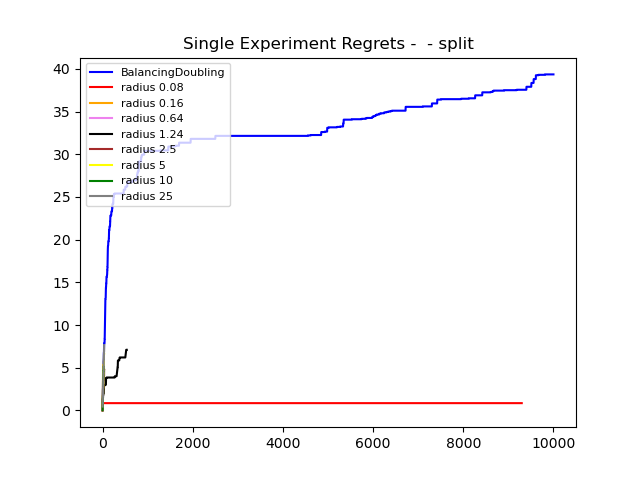 Single Experiment Regrets -  - split
40
35
30
25
20
15
10
5
0
BalancingDoubling
radius 0.08
radius 0.16
radius 0.64
radius 1.24
radius 2.5
radius 5
radius 10
radius 25
0 2000 4000 6000 8000 10000